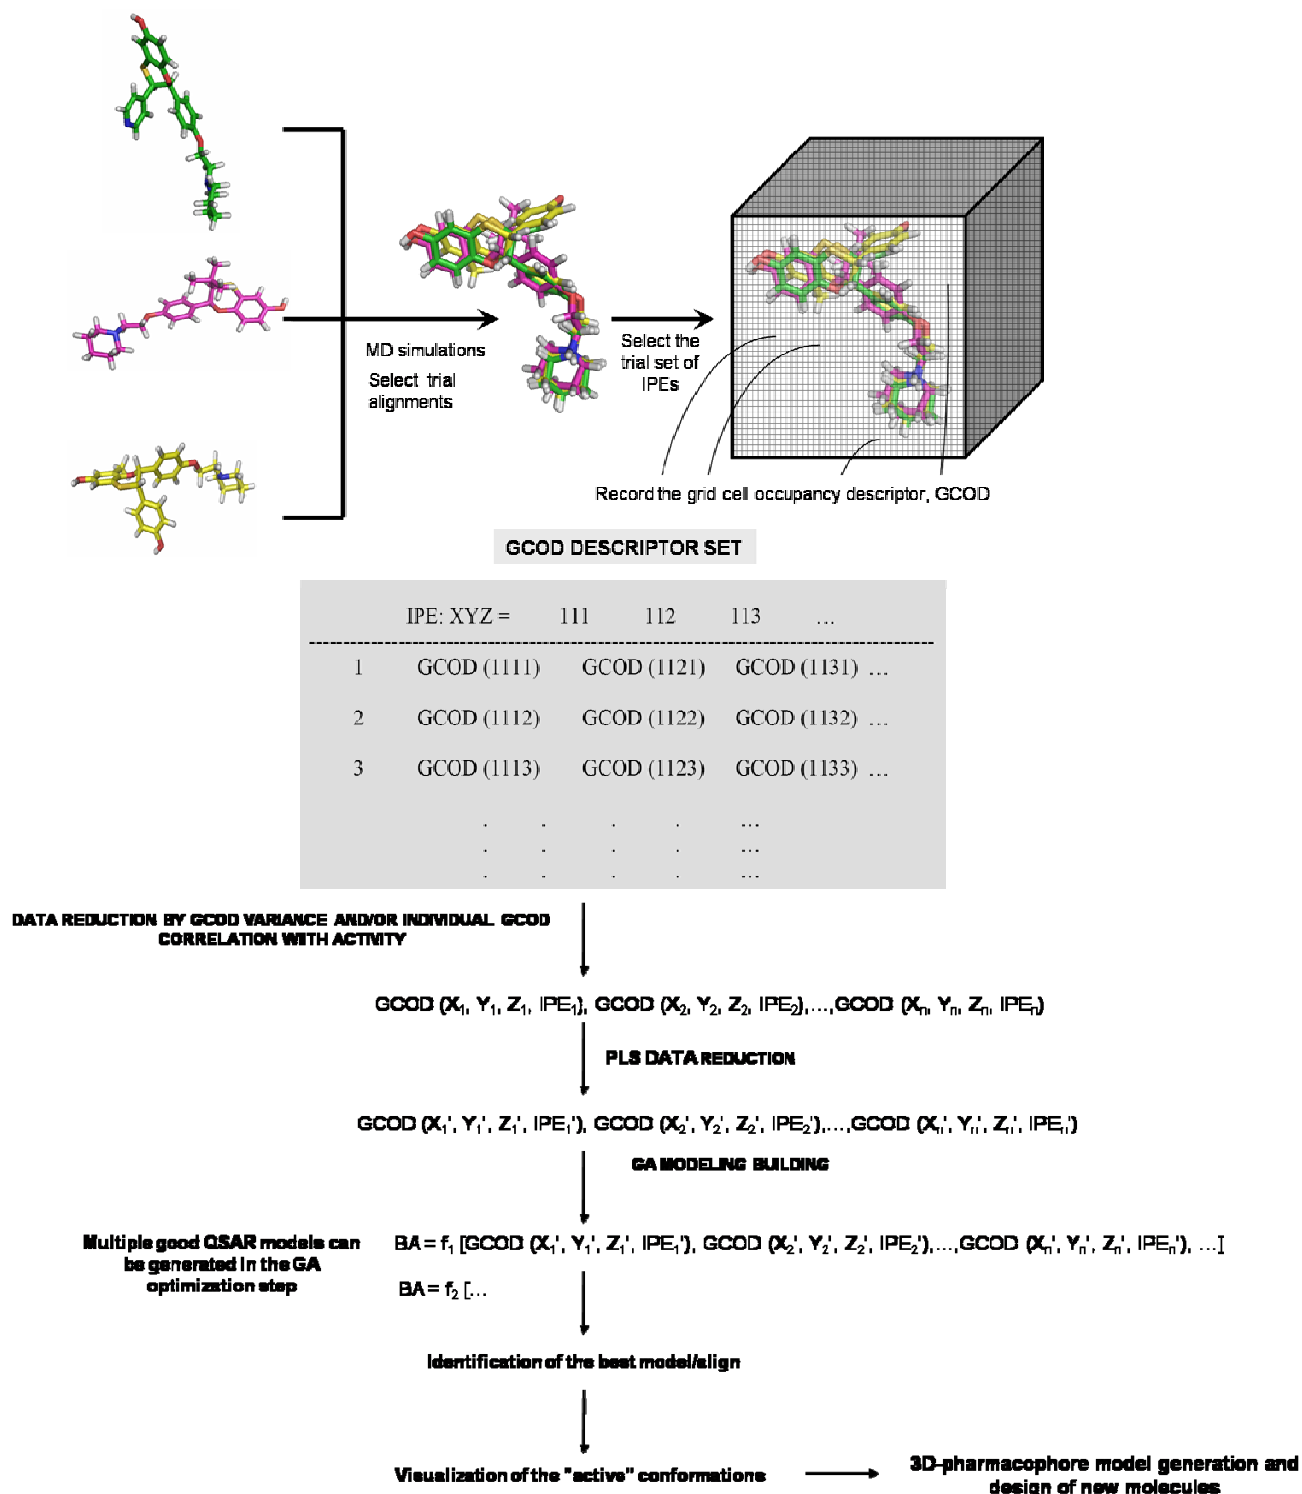 MD simulations
Select trial
alignments
Select the
trial set of
IPEs
Record the grid cell occupancy descriptor, GCOD
GCOD DESCRIPTOR SET
IPE: XYZ = 111 112 113 ...
1 GCOD (1111) GCOD (1121) GCOD (1131) ...
2 GCOD (1112) GCOD (1122) GCOD (1132) ...
3 GCOD (1113) GCOD (1123) GCOD (1133) ...
. . . . ...
. . . . ...
. . . . ...
DATA REDUCTION BY GCOD VARIANCE AND/OR INDIVIDUAL GCOD
CORRELATION WITH ACTIVITY
GCOD (X₁, Y₁, Z₁, IPE₁), GCOD (X₂, Y₂, Z₂, IPE₂),...,GCOD (Xₙ, Yₙ, Zₙ, IPEₙ)
PLS DATA REDUCTION
GCOD (X₁', Y₁', Z₁', IPE₁'), GCOD (X₂', Y₂', Z₂', IPE₂'),...,GCOD (Xₙ', Yₙ', Zₙ', IPEₙ')
GA MODELING BUILDING
Multiple good QSAR models can
be generated in the GA
optimization step
BA = f₁ [GCOD (X₁', Y₁', Z₁', IPE₁'), GCOD (X₂', Y₂', Z₂', IPE₂'),...,GCOD (Xₙ', Yₙ', Zₙ', IPEₙ'), ...]
BA = f₂ [...
Identification of the best model/align
Visualization of the "active" conformations
3D-pharmacophore model generation and
design of new molecules